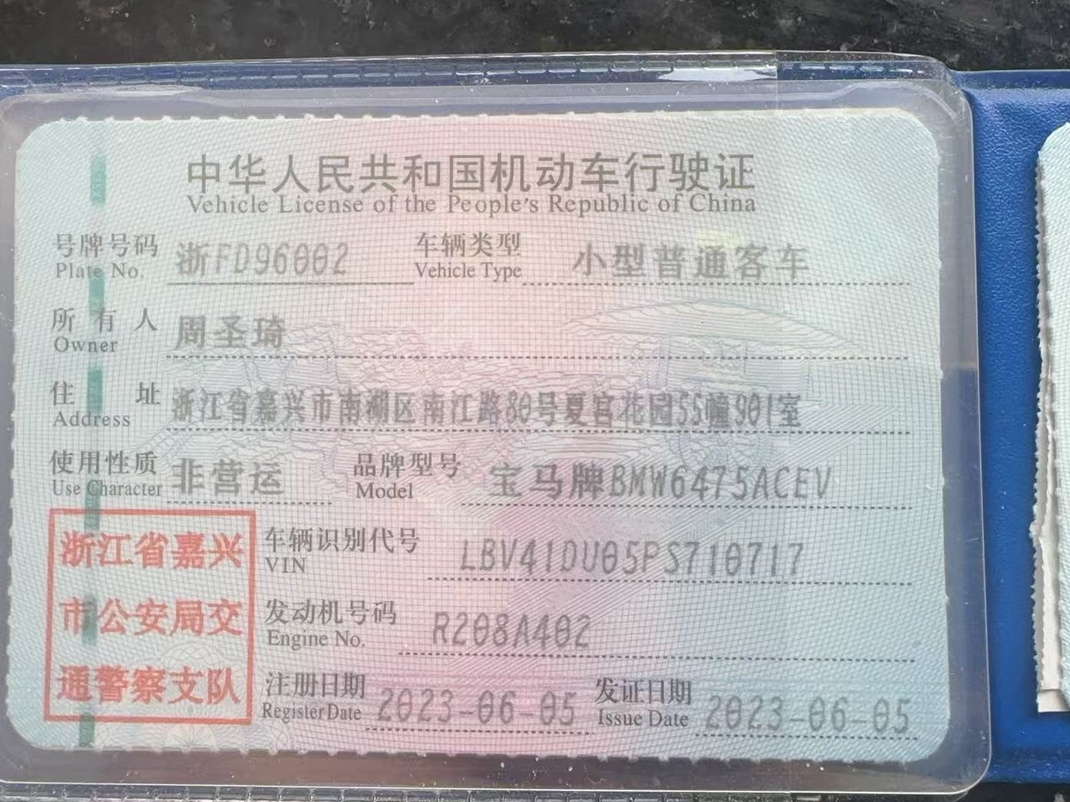 中华人民共和国机动车行驶证
Vehicle License of the People's Republic of China
号牌号码 浙FD96002 车辆类型 小型普通客车
Plate No. Vehicle Type
所有人 周圣琦
Owner
住址 浙江省嘉兴市南湖区南江路80号夏宫花园55幢901室
Address
使用性质 非营运 品牌型号 宝马牌BMW6475ACEV
Use Character Model
浙江省嘉兴
市公安局交
通警察支队
车辆识别代号 LBV41DU05PS710717
VIN
发动机号码 R208A402
Engine No.
注册日期 2023-06-05 发证日期 2023-06-05
Register Date Issue Date